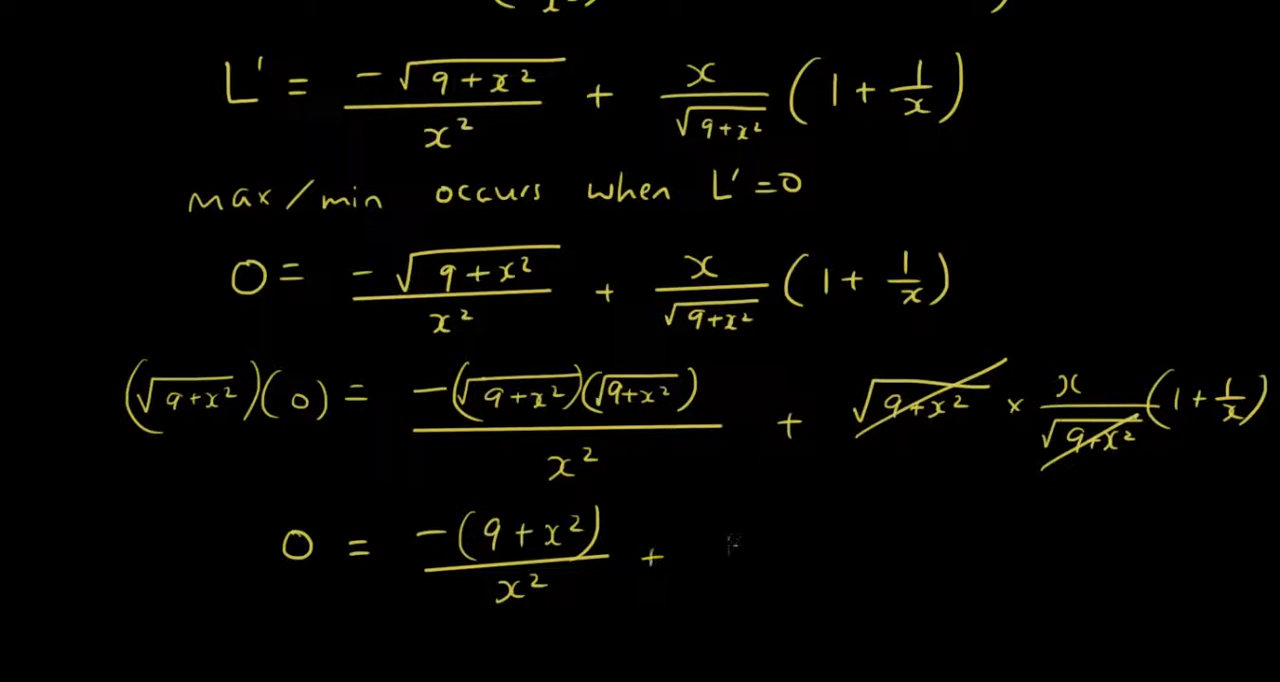 L' = -√(9+x²)/x² + x/√(9+x²) (1 + 1/x)
max/min occurs when L' = 0
0 = -√(9+x²)/x² + x/√(9+x²) (1 + 1/x)
(√(9+x²))(0) = -(√(9+x²))(√(9+x²))/x² + √(9+x²) × x/√(9+x²) (1 + 1/x)
0 = -(9+x²)/x² +